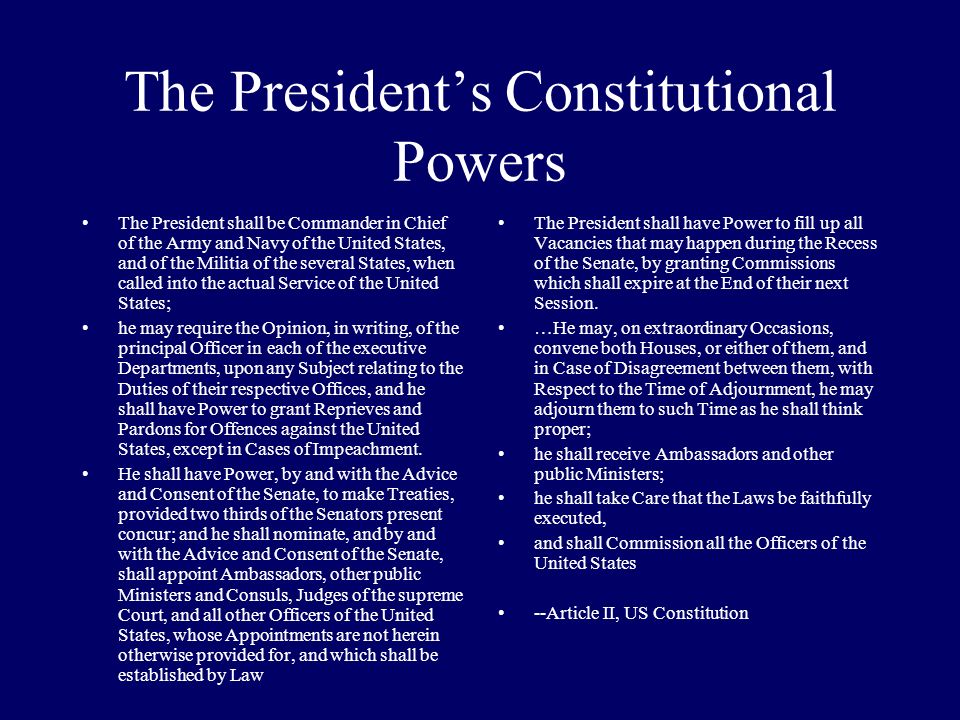 The President’s Constitutional
Powers
• The President shall be Commander in Chief
of the Army and Navy of the United States,
and of the Militia of the several States, when
called into the actual Service of the United
States;
• he may require the Opinion, in writing, of the
principal Officer in each of the executive
Departments, upon any Subject relating to the
Duties of their respective Offices, and he
shall have Power to grant Reprieves and
Pardons for Offences against the United
States, except in Cases of Impeachment.
• He shall have Power, by and with the Advice
and Consent of the Senate, to make Treaties,
provided two thirds of the Senators present
concur; and he shall nominate, and by and
with the Advice and Consent of the Senate,
shall appoint Ambassadors, other public
Ministers and Consuls, Judges of the supreme
Court, and all other Officers of the United
States, whose Appointments are not herein
otherwise provided for, and which shall be
established by Law
• The President shall have Power to fill up all
Vacancies that may happen during the Recess
of the Senate, by granting Commissions
which shall expire at the End of their next
Session.
• …He may, on extraordinary Occasions,
convene both Houses, or either of them, and
in Case of Disagreement between them, with
Respect to the Time of Adjournment, he may
adjourn them to such Time as he shall think
proper;
• he shall receive Ambassadors and other
public Ministers;
• he shall take Care that the Laws be faithfully
executed,
• and shall Commission all the Officers of the
United States
• --Article II, US Constitution